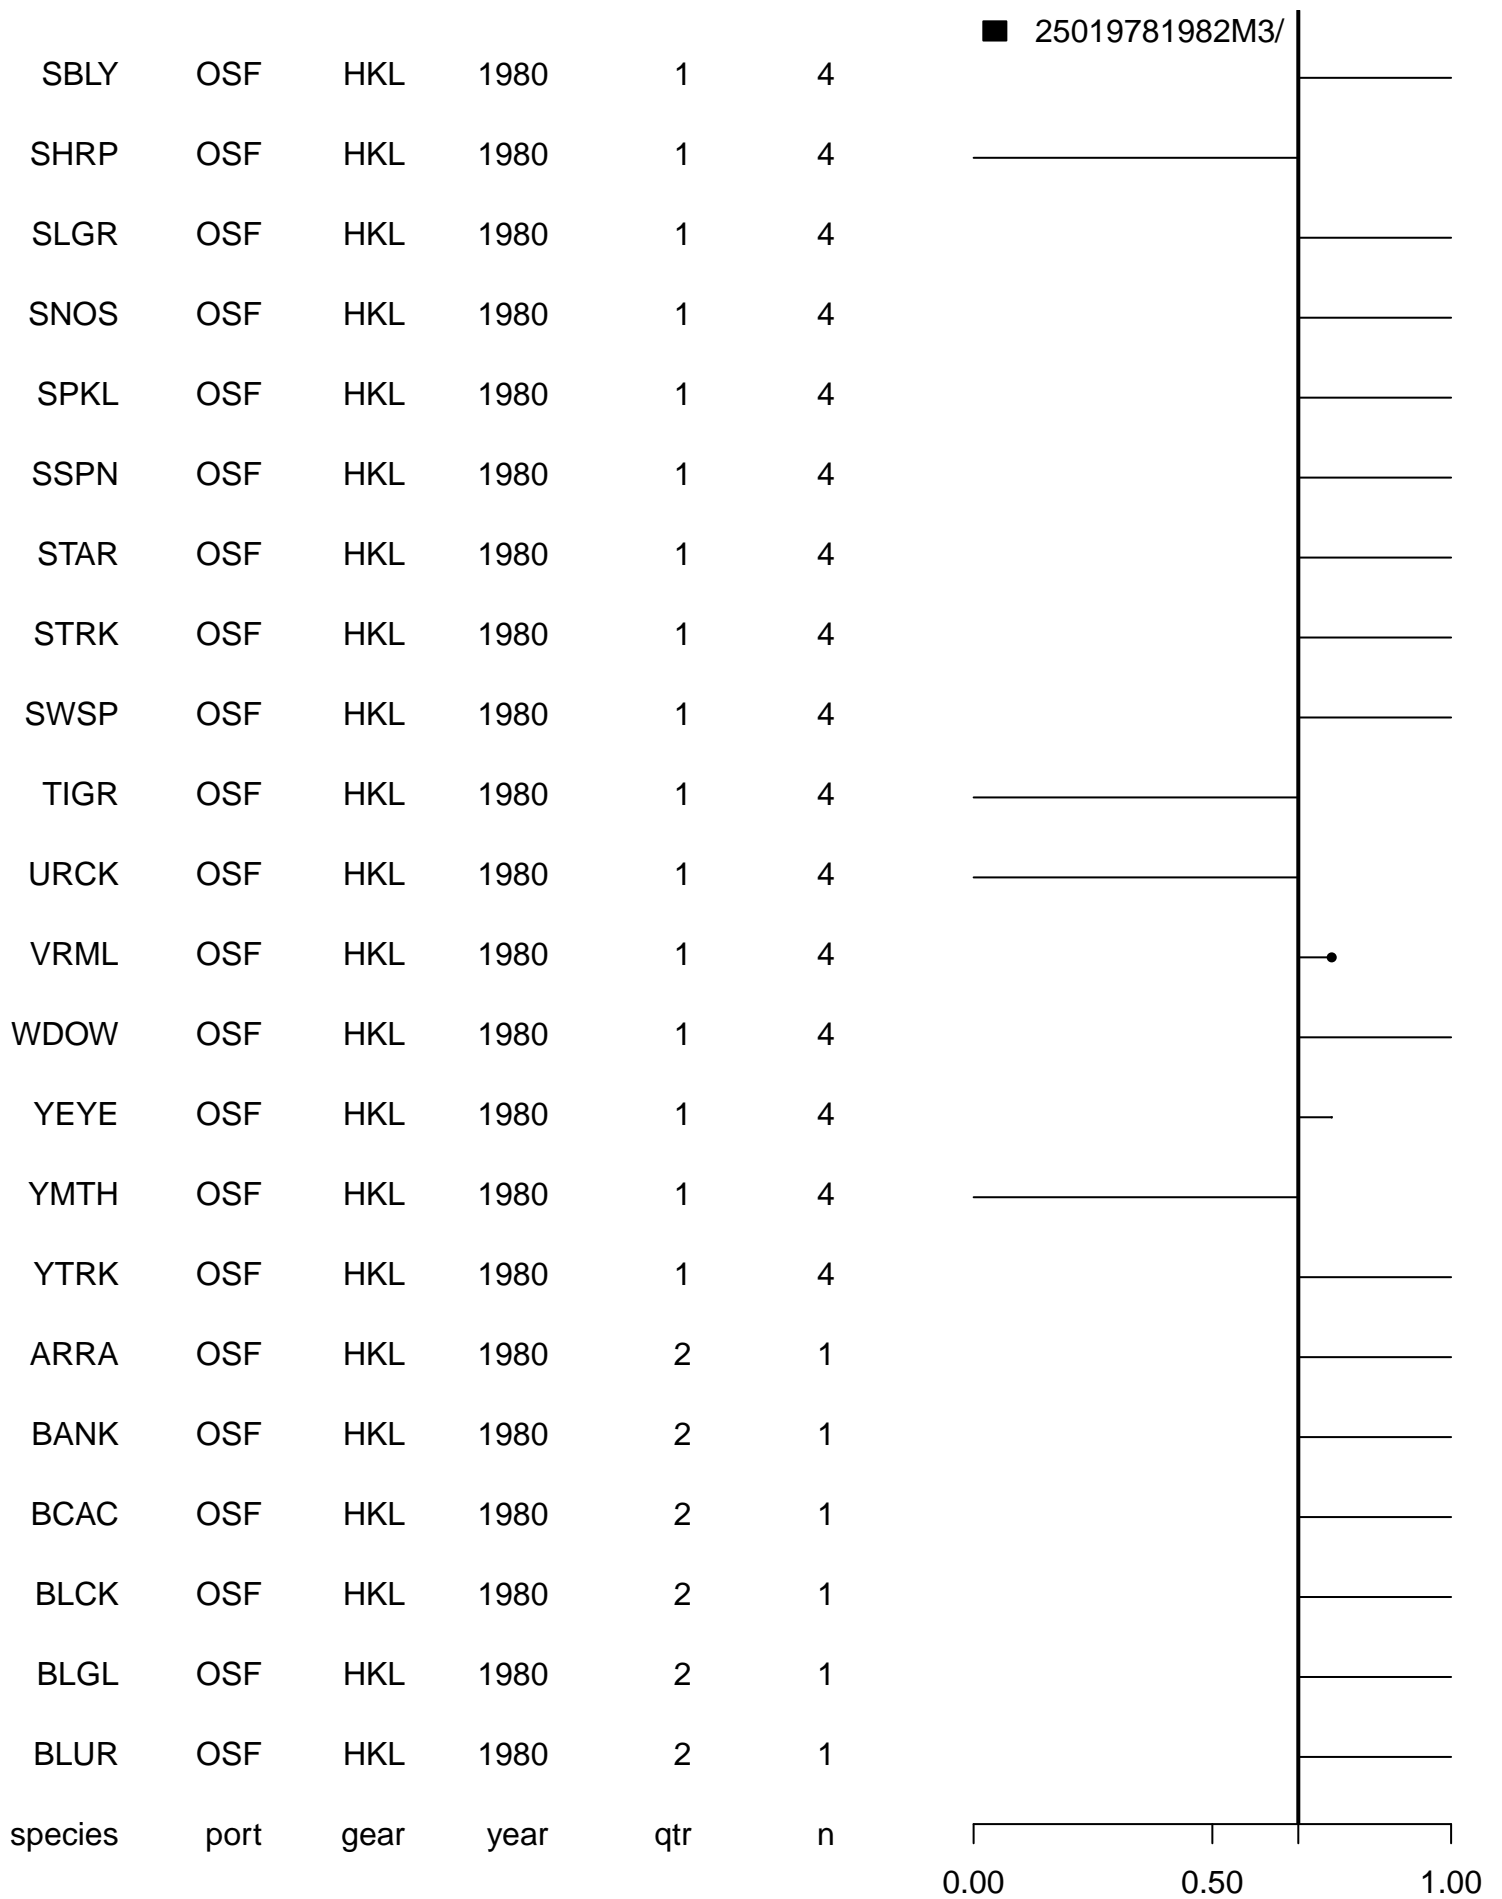 25019781982M3/
SBLY OSF HKL 1980 1 4
SHRP OSF HKL 1980 1 4
SLGR OSF HKL 1980 1 4
SNOS OSF HKL 1980 1 4
SPKL OSF HKL 1980 1 4
SSPN OSF HKL 1980 1 4
STAR OSF HKL 1980 1 4
STRK OSF HKL 1980 1 4
SWSP OSF HKL 1980 1 4
TIGR OSF HKL 1980 1 4
URCK OSF HKL 1980 1 4
VRML OSF HKL 1980 1 4
WDOW OSF HKL 1980 1 4
YEYE OSF HKL 1980 1 4
YMTH OSF HKL 1980 1 4
YTRK OSF HKL 1980 1 4
ARRA OSF HKL 1980 2 1
BANK OSF HKL 1980 2 1
BCAC OSF HKL 1980 2 1
BLCK OSF HKL 1980 2 1
BLGL OSF HKL 1980 2 1
BLUR OSF HKL 1980 2 1
species port gear year qtr n
0.00 0.50 1.00